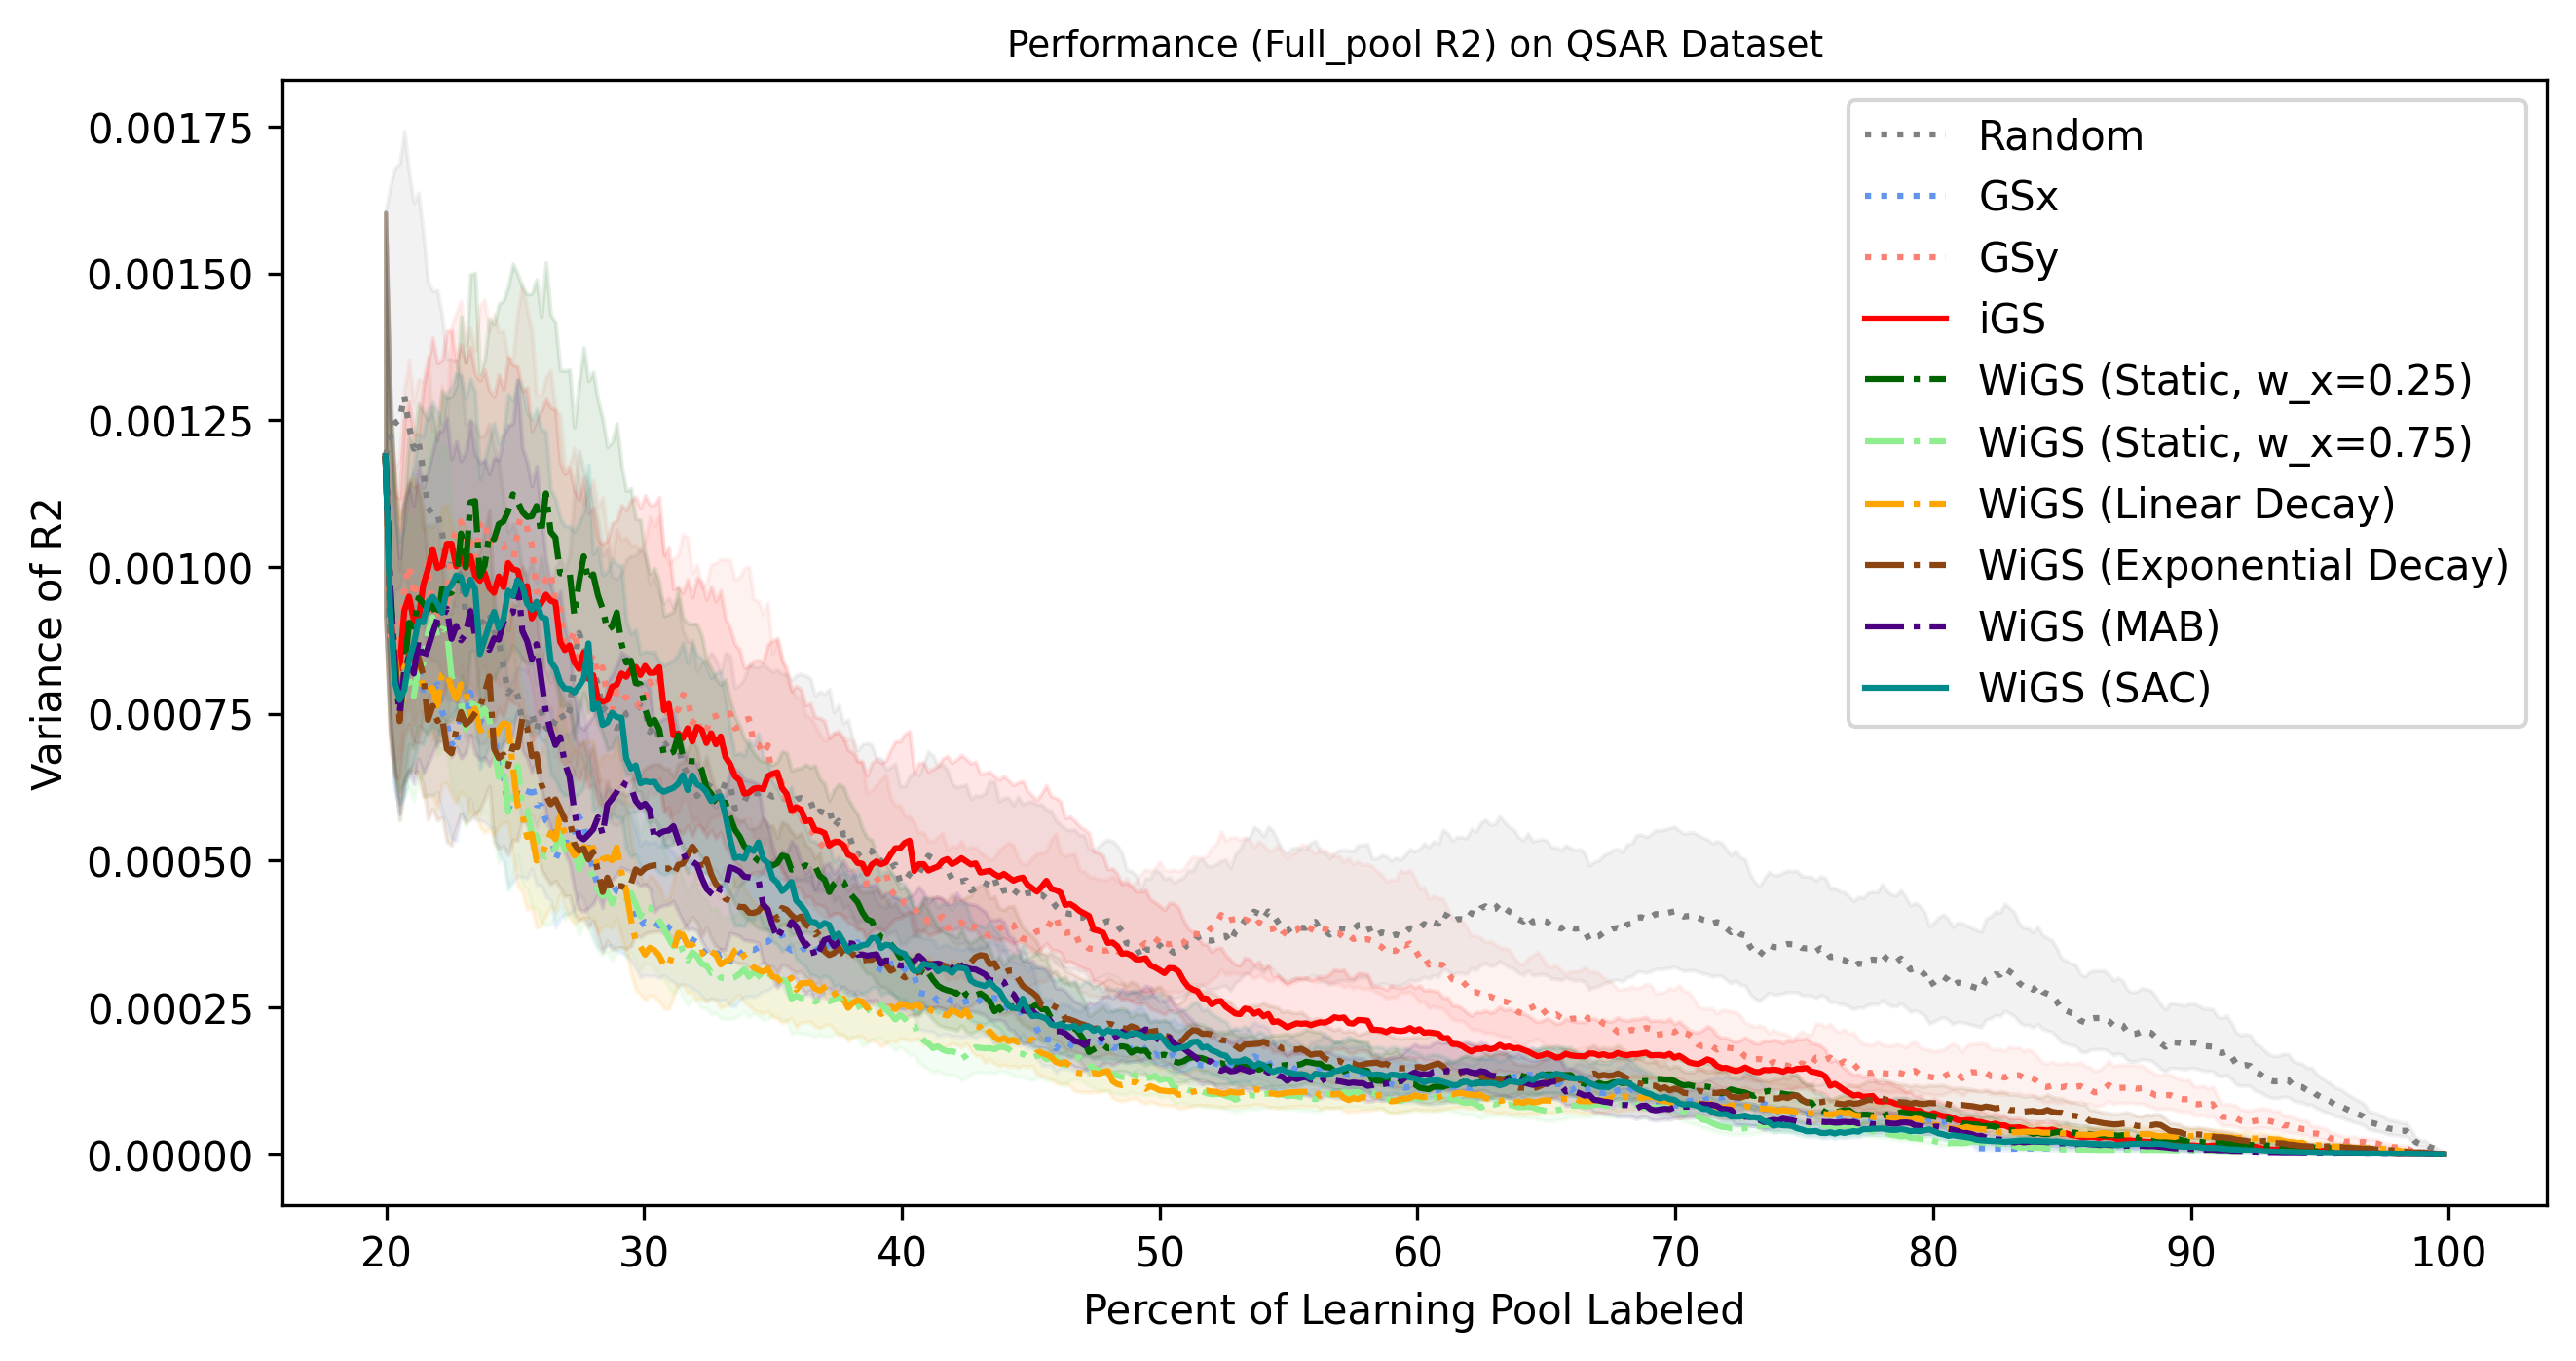 Performance (Full_pool R2) on QSAR Dataset
Variance of R2
0.00175
0.00150
0.00125
0.00100
0.00075
0.00050
0.00025
0.00000
Random
GSx
GSy
iGS
WiGS (Static, w_x=0.25)
WiGS (Static, w_x=0.75)
WiGS (Linear Decay)
WiGS (Exponential Decay)
WiGS (MAB)
WiGS (SAC)
20 30 40 50 60 70 80 90 100
Percent of Learning Pool Labeled